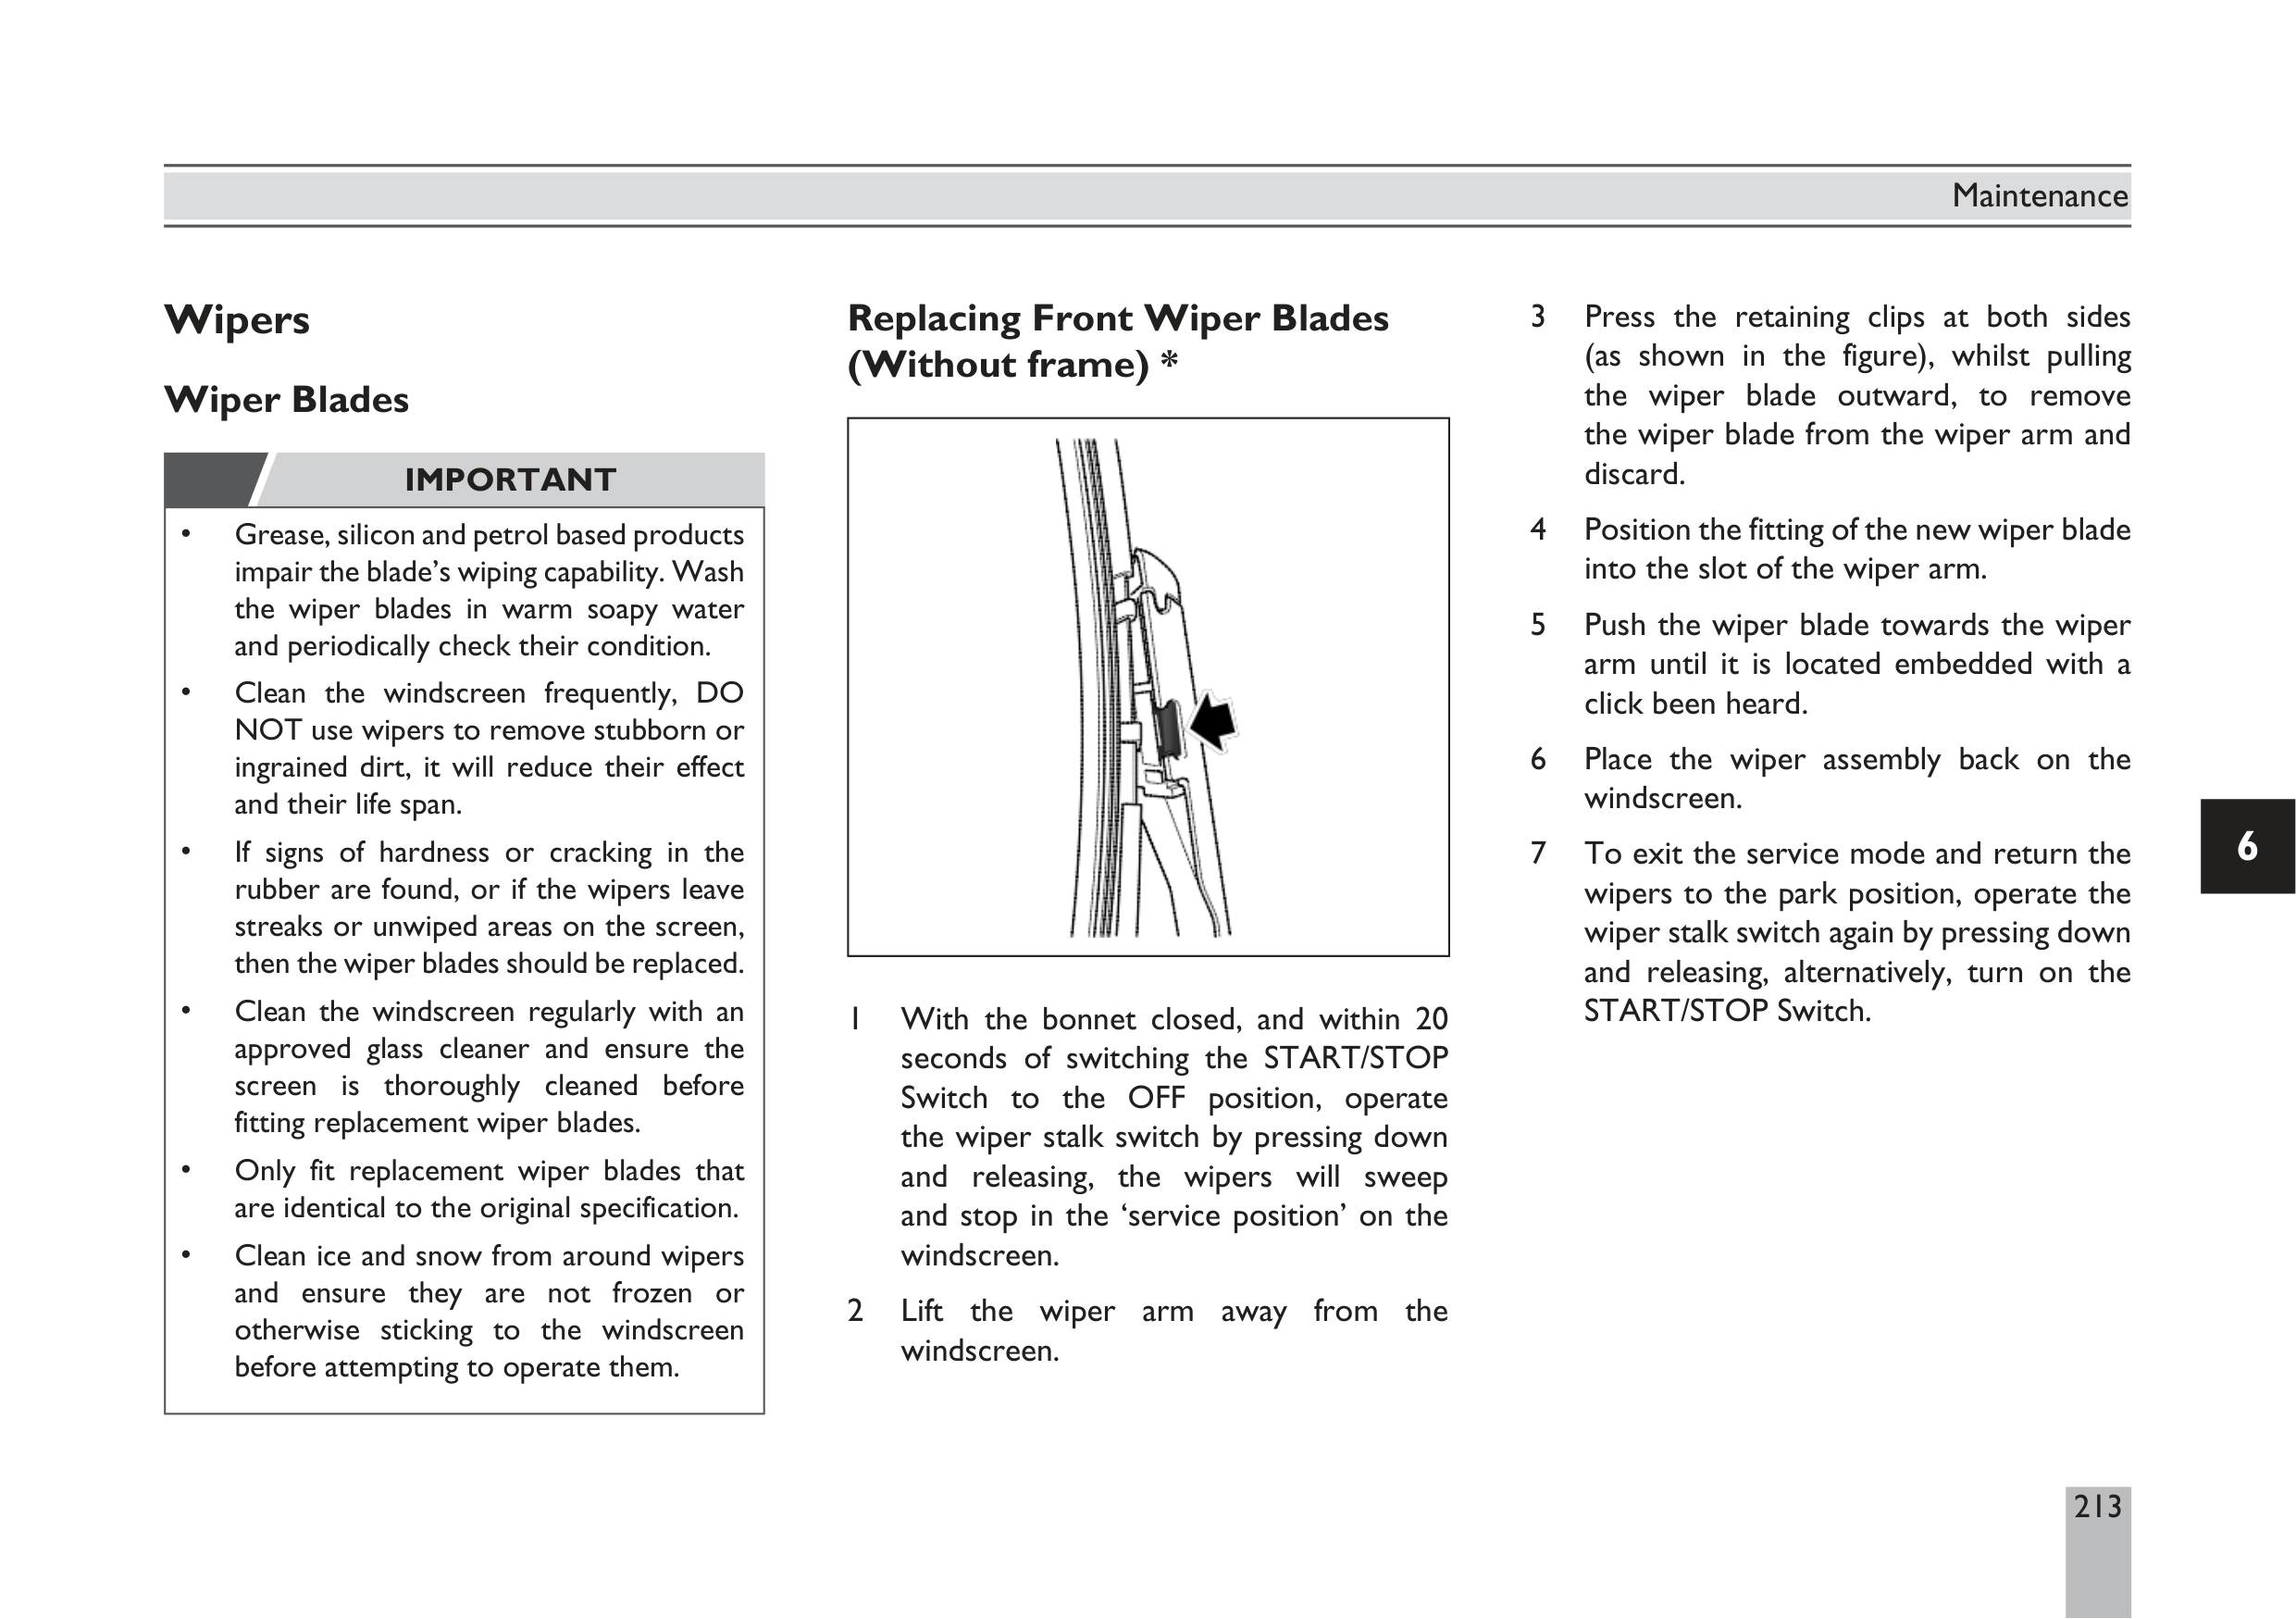 Maintenance
Wipers
Wiper Blades
IMPORTANT
• Grease, silicon and petrol based products
impair the blade’s wiping capability. Wash
the wiper blades in warm soapy water
and periodically check their condition.
• Clean the windscreen frequently, DO
NOT use wipers to remove stubborn or
ingrained dirt, it will reduce their effect
and their life span.
• If signs of hardness or cracking in the
rubber are found, or if the wipers leave
streaks or unwiped areas on the screen,
then the wiper blades should be replaced.
• Clean the windscreen regularly with an
approved glass cleaner and ensure the
screen is thoroughly cleaned before
fitting replacement wiper blades.
• Only fit replacement wiper blades that
are identical to the original specification.
• Clean ice and snow from around wipers
and ensure they are not frozen or
otherwise sticking to the windscreen
before attempting to operate them.
Replacing Front Wiper Blades
(Without frame) *
1 With the bonnet closed, and within 20
seconds of switching the START/STOP
Switch to the OFF position, operate
the wiper stalk switch by pressing down
and releasing, the wipers will sweep
and stop in the ‘service position’ on the
windscreen.
2 Lift the wiper arm away from the
windscreen.
3 Press the retaining clips at both sides
(as shown in the figure), whilst pulling
the wiper blade outward, to remove
the wiper blade from the wiper arm and
discard.
4 Position the fitting of the new wiper blade
into the slot of the wiper arm.
5 Push the wiper blade towards the wiper
arm until it is located embedded with a
click been heard.
6 Place the wiper assembly back on the
windscreen.
7 To exit the service mode and return the
wipers to the park position, operate the
wiper stalk switch again by pressing down
and releasing, alternatively, turn on the
START/STOP Switch.
6
213